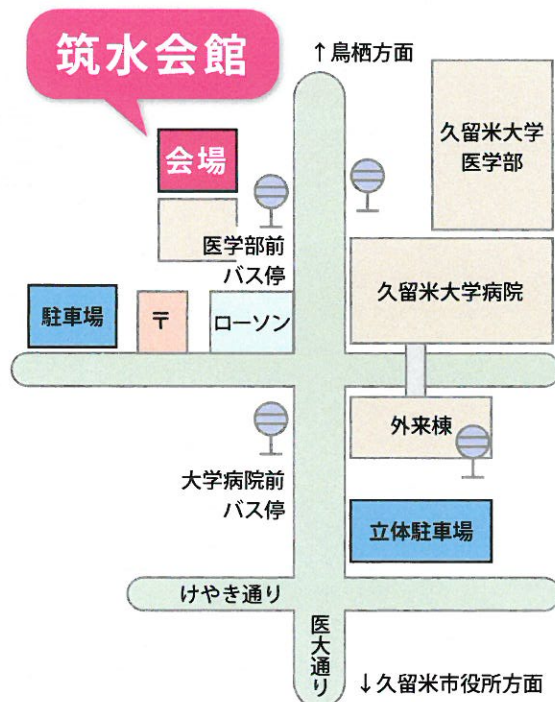 筑水会館
↑鳥栖方面
会場
久留米大学
医学部
医学部前
バス停
久留米大学病院
駐車場
〒
ローソン
外来棟
大学病院前
バス停
立体駐車場
けやき通り
医大通り
↓久留米市役所方面